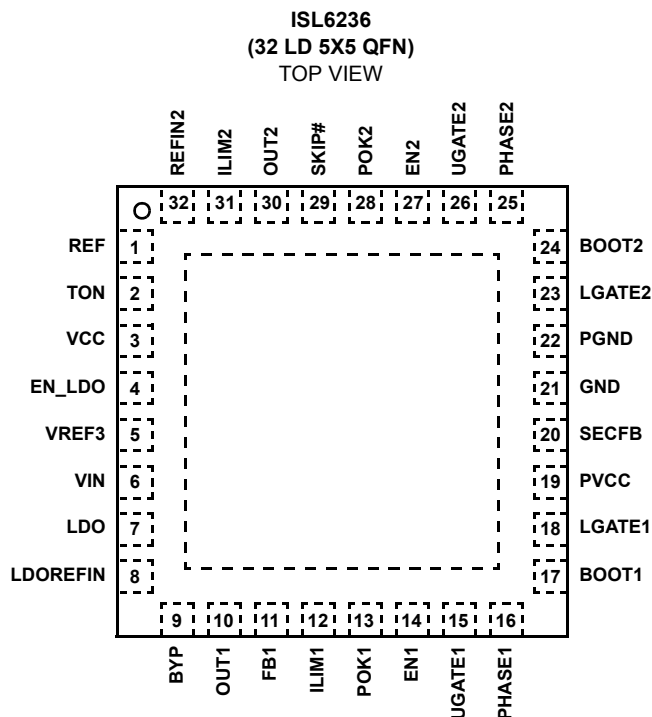 ISL6236
(32 LD 5X5 QFN)
TOP VIEW
REFIN2
ILIM2
OUT2
SKIP#
POK2
EN2
UGATE2
PHASE2
32 31 30 29 28 27 26 25
REF 1 24 BOOT2
TON 2 23 LGATE2
VCC 3 22 PGND
EN_LDO 4 21 GND
VREF3 5 20 SECFB
VIN 6 19 PVCC
LDO 7 18 LGATE1
LDOREFIN 8 17 BOOT1
9 10 11 12 13 14 15 16
BYP
OUT1
FB1
ILIM1
POK1
EN1
UGATE1
PHASE1